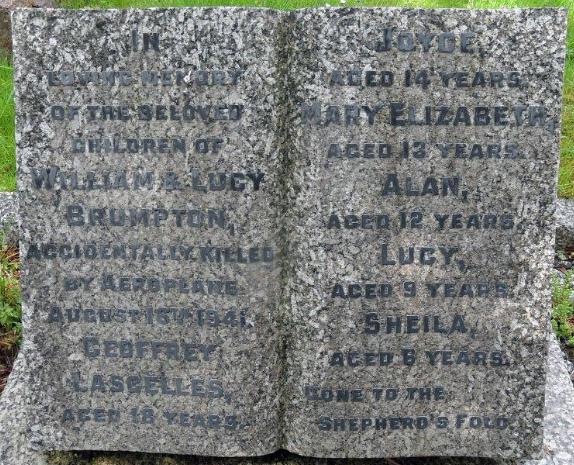 IN
LOVING MEMORY
OF THE BELOVED
CHILDREN OF
WILLIAM & LUCY
BRUMPTON,
ACCIDENTALLY KILLED
BY AEROPLANE
AUGUST 16TH 1941.
GEOFFREY
LASCELLES,
AGED 18 YEARS.
JOYCE,
AGED 14 YEARS.
MARY ELIZABETH,
AGED 13 YEARS.
ALAN,
AGED 12 YEARS.
LUCY,
AGED 9 YEARS.
SHEILA,
AGED 6 YEARS.
GONE TO THE
SHEPHERD'S FOLD.